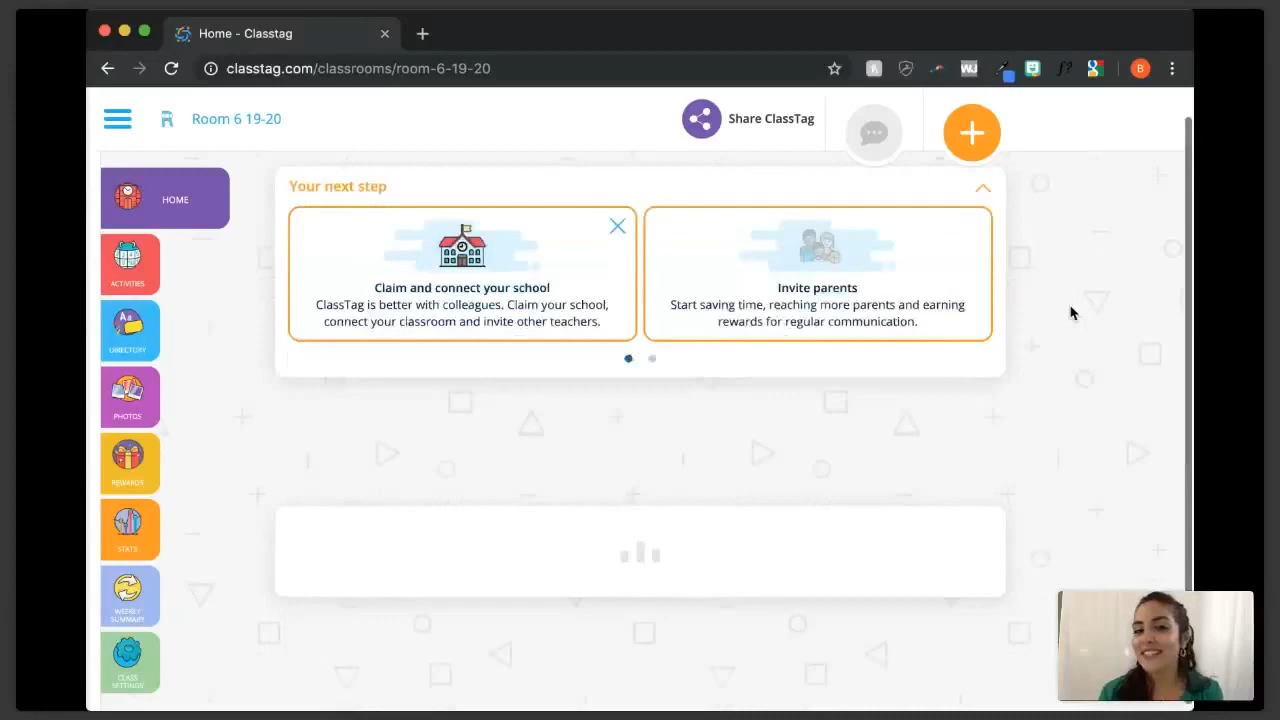 Home - Classtag
classtag.com/classrooms/room-6-19-20
B
Room 6 19-20
Share ClassTag
HOME
ACTIVITIES
DIRECTORY
PHOTOS
REWARDS
STATS
WEEKLY
SUMMARY
CLASS
SETTINGS
Your next step
Claim and connect your school
ClassTag is better with colleagues. Claim your school,
connect your classroom and invite other teachers.
Invite parents
Start saving time, reaching more parents and earning
rewards for regular communication.